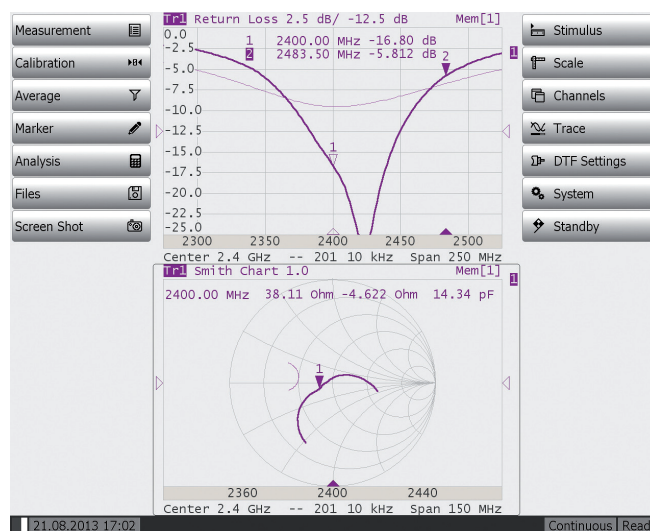 Measurement
Calibration
Average
Marker
Analysis
Files
Screen Shot
Tr1 Return Loss 2.5 dB/ -12.5 dB Mem[1]
1 2400.00 MHz -16.80 dB
2 2483.50 MHz -5.812 dB
1
2
1
0.0
-2.5
-5.0
-7.5
-10.0
-12.5
-15.0
-17.5
-20.0
-22.5
-25.0
2300 2350 2400 2450 2500
Center 2.4 GHz -- 201 10 kHz Span 250 MHz
Tr1 Smith Chart 1.0 Mem[1]
1
2400.00 MHz 38.11 Ohm -4.622 Ohm 14.34 pF
1
2360 2400 2440
Center 2.4 GHz -- 201 10 kHz Span 150 MHz
Stimulus
Scale
Channels
Trace
DTF Settings
System
Standby
21.08.2013 17:02 Continuous Read